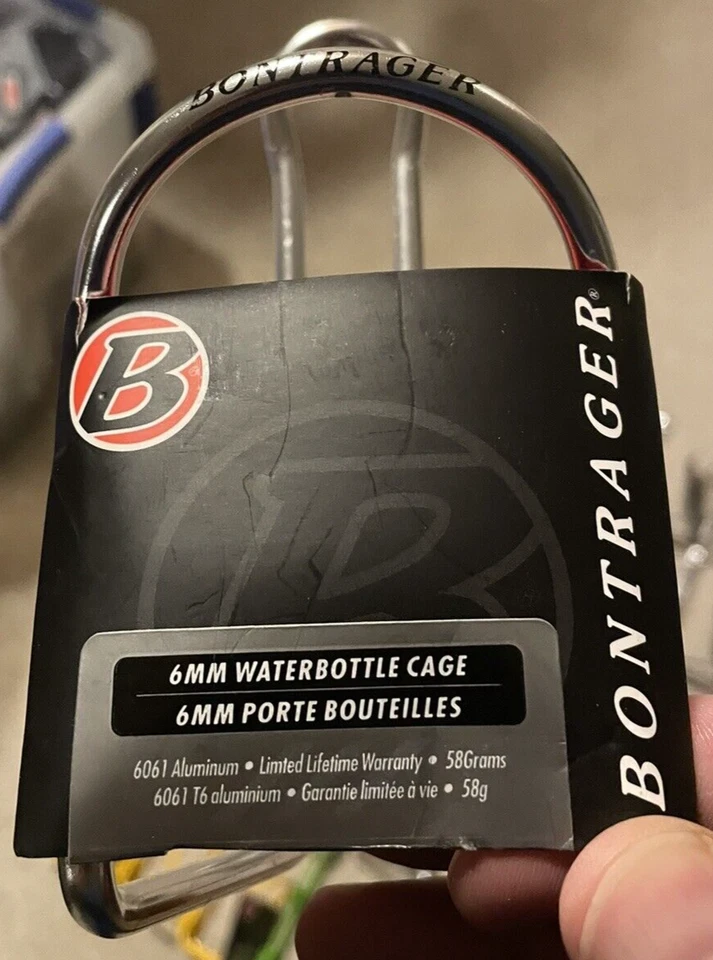 BONTRAGER
B®
BONTRAGER®
6MM WATERBOTTLE CAGE
6MM PORTE BOUTEILLES
6061 Aluminum • Limted Lifetime Warranty • 58Grams
6061 T6 aluminium • Garantie limitée à vie • 58g